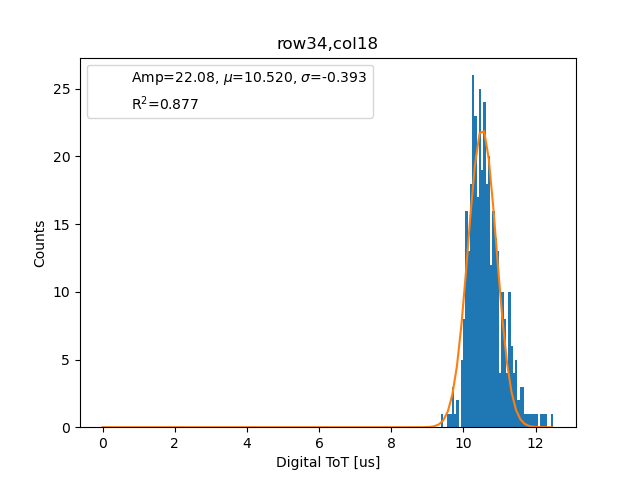 row34,col18
Amp=22.08, μ=10.520, σ=-0.393
R²=0.877
25
20
15
10
5
0
Counts
0 2 4 6 8 10 12
Digital ToT [us]